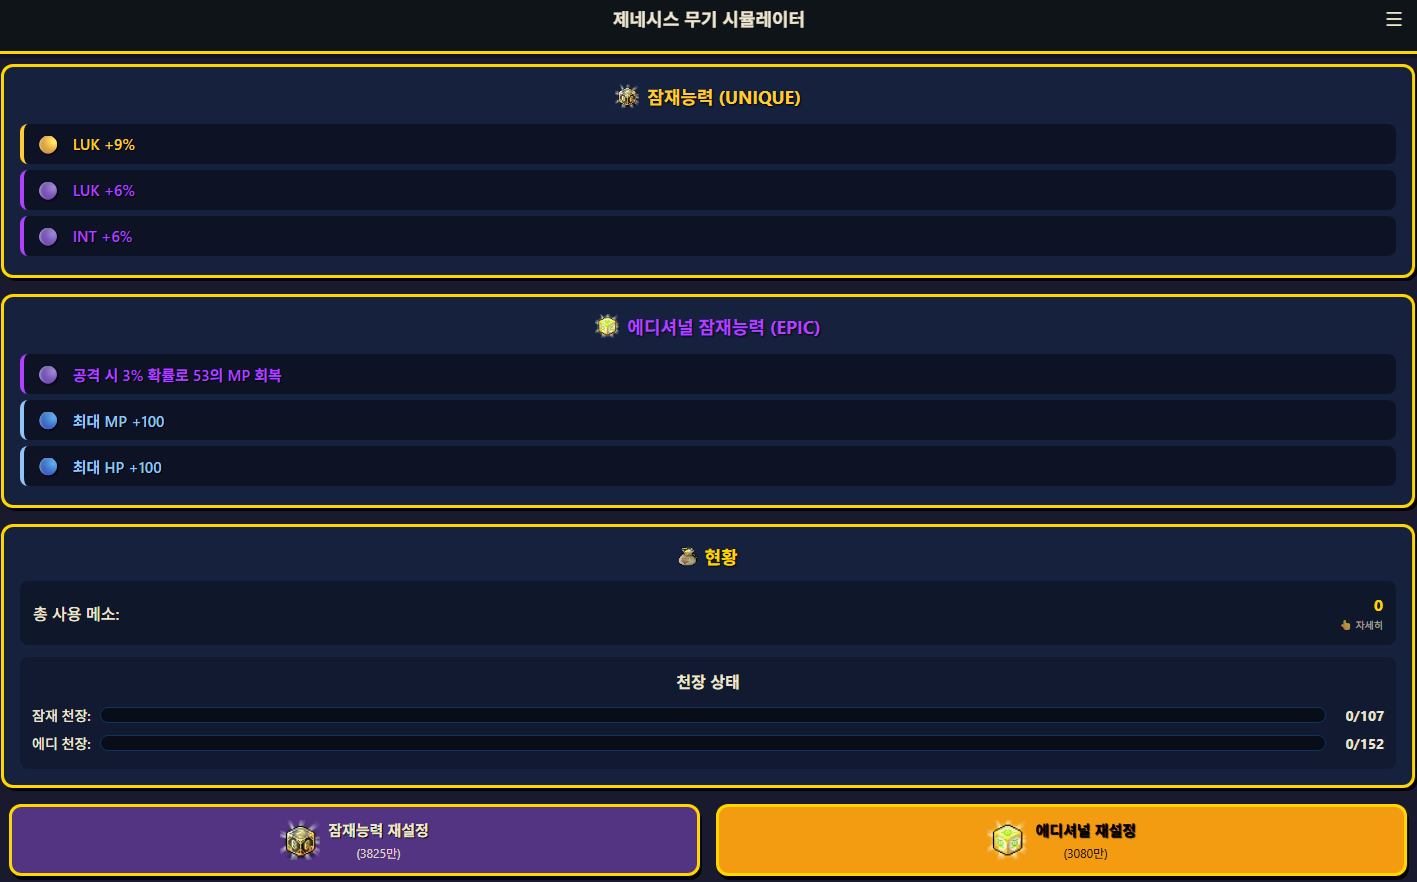 제네시스 무기 시뮬레이터
잠재능력 (UNIQUE)
LUK +9%
LUK +6%
INT +6%
에디셔널 잠재능력 (EPIC)
공격 시 3% 확률로 53의 MP 회복
최대 MP +100
최대 HP +100
현황
총 사용 메소:
0
자세히
천장 상태
잠재 천장: 0/107
에디 천장: 0/152
잠재능력 재설정
(3825만)
에디셔널 재설정
(3080만)